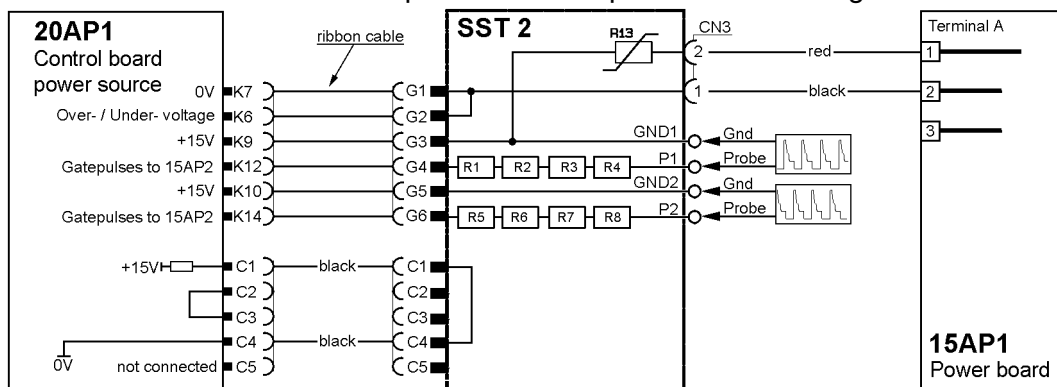 20AP1
Control board
power source
ribbon cable
SST 2
R13
CN3
2
red
Terminal A
1
0V
K7
G1
1
black
2
Over- / Under- voltage
K6
G2
3
+15V
K9
G3
GND1
Gnd
Gatepulses to 15AP2
K12
G4
R1
R2
R3
R4
P1
Probe
+15V
K10
G5
GND2
Gnd
Gatepulses to 15AP2
K14
G6
R5
R6
R7
R8
P2
Probe
+15V
C1
black
C1
C2
C2
C3
C3
C4
black
C4
0V
not connected
C5
C5
15AP1
Power board